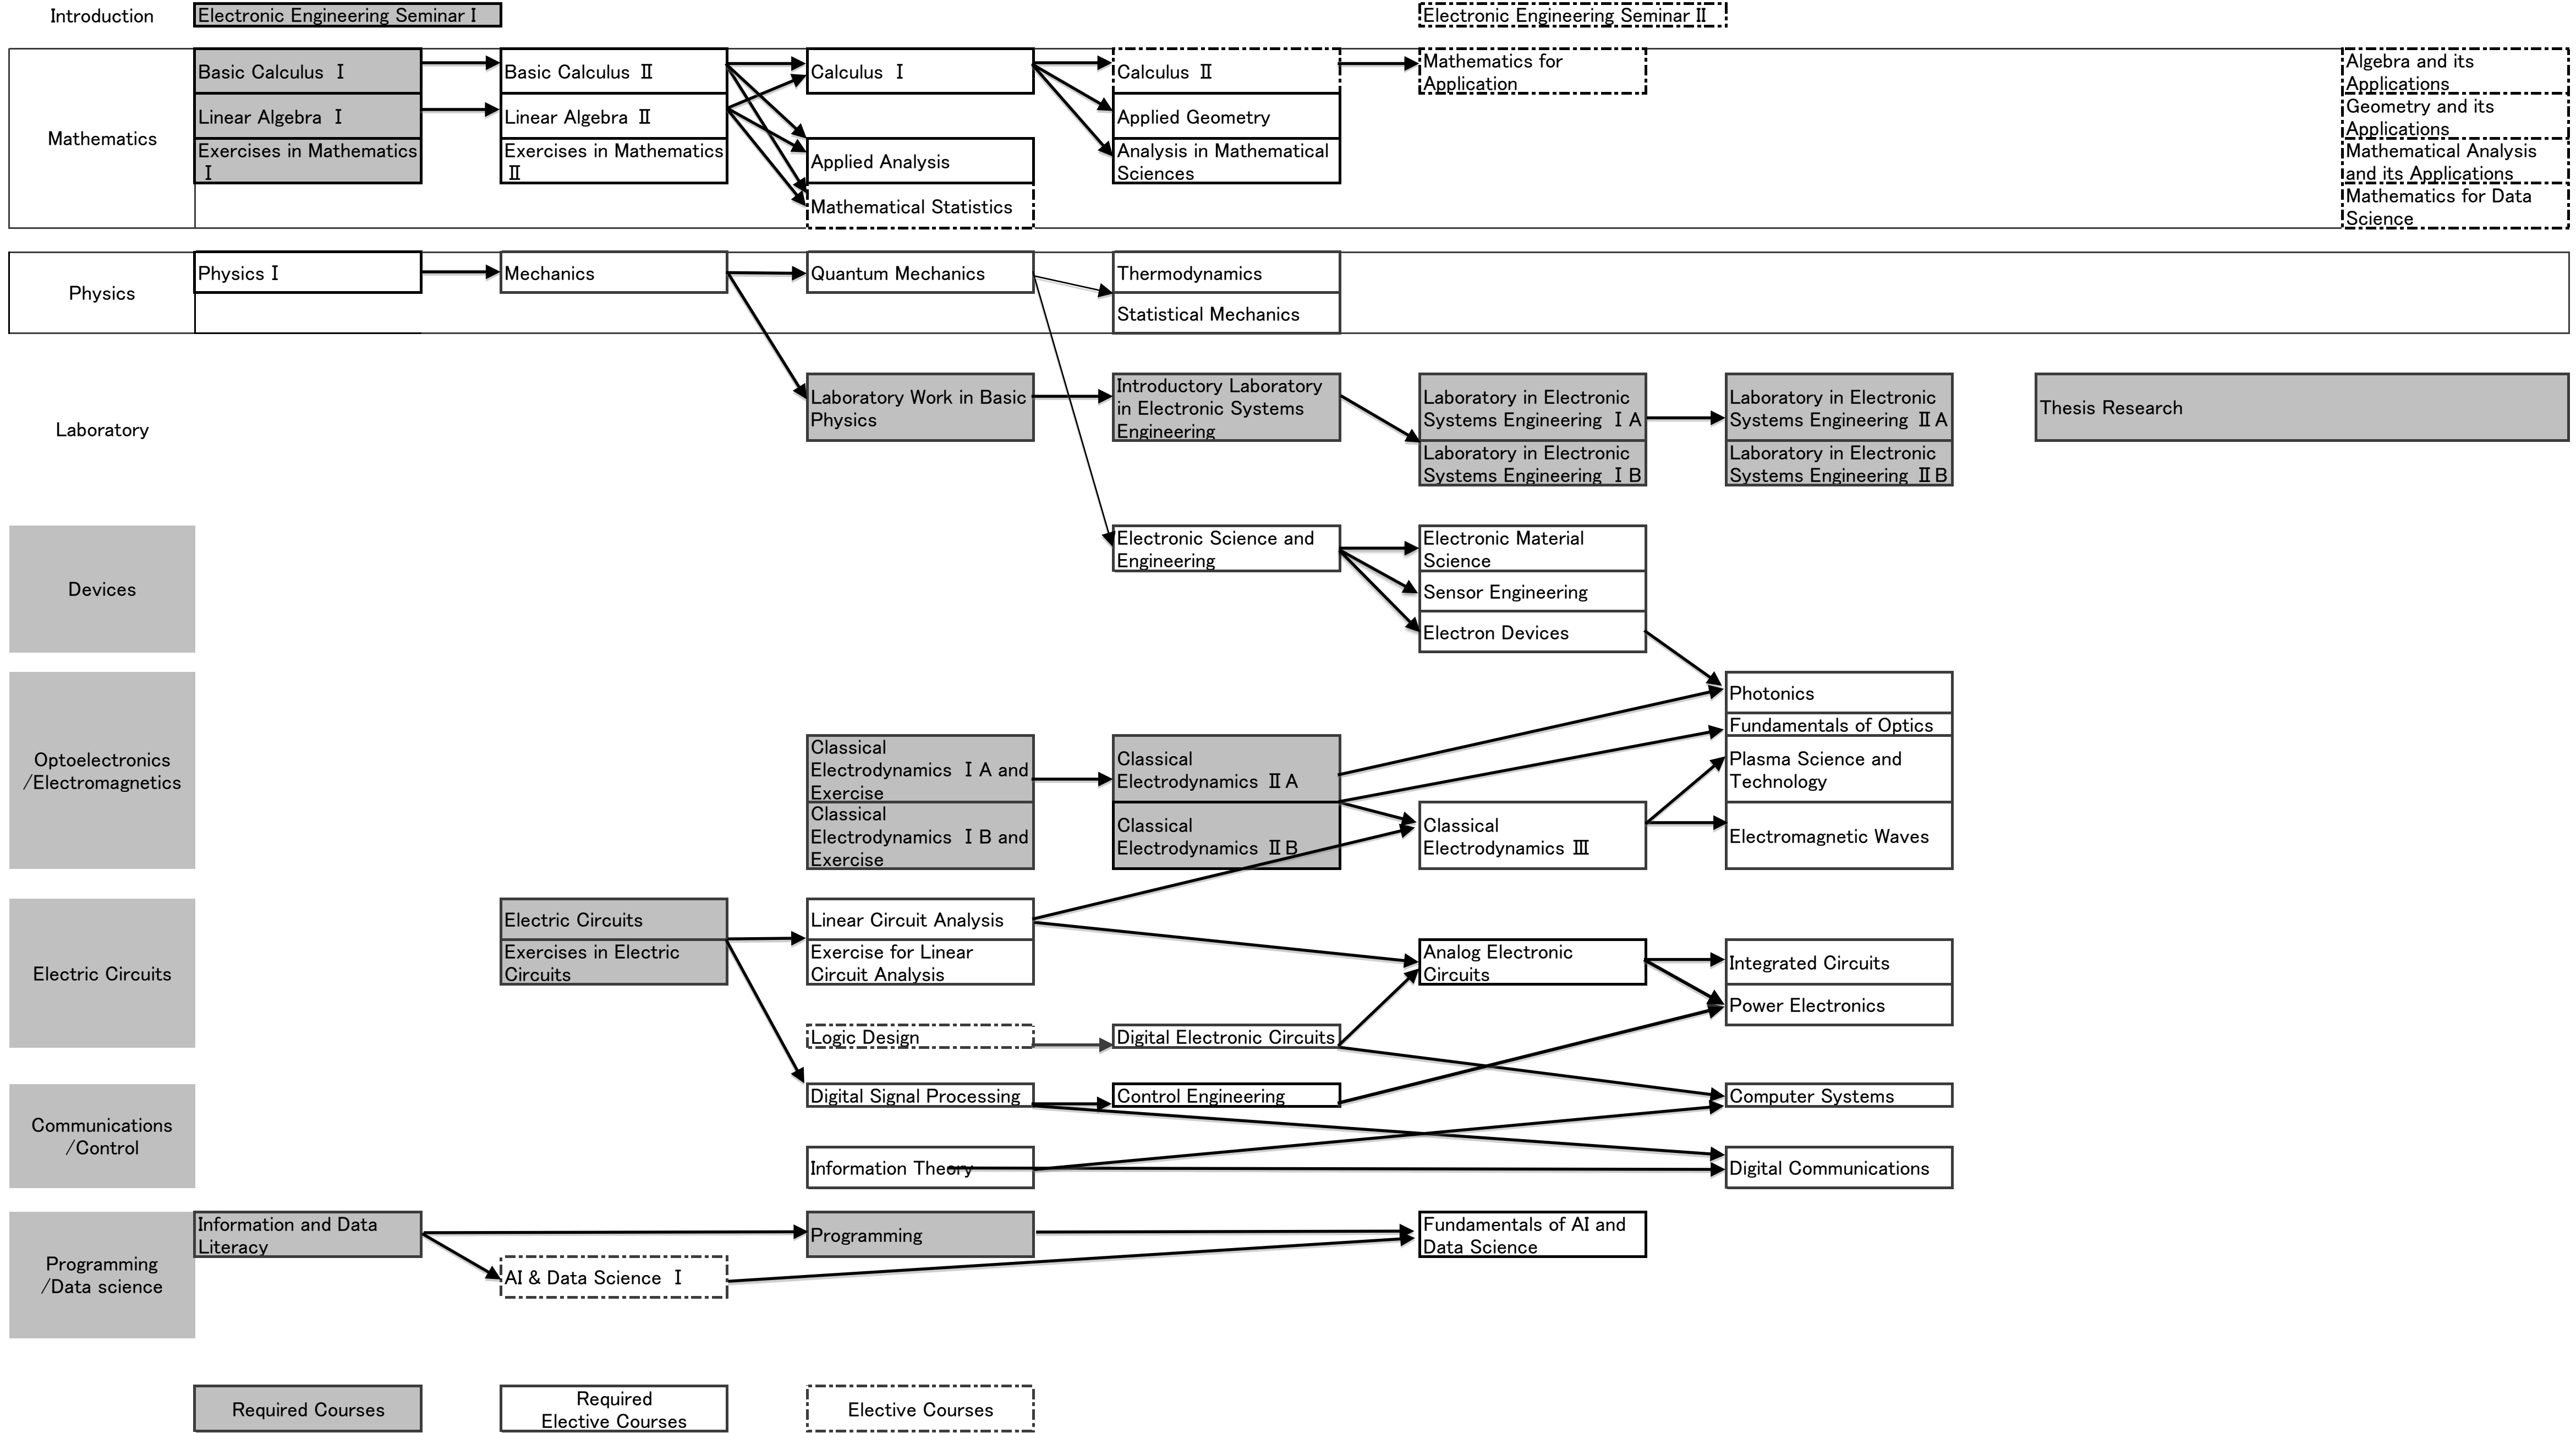 Introduction
Electronic Engineering Seminar Ⅰ
Electronic Engineering Seminar Ⅱ
Mathematics
Basic Calculus Ⅰ
Basic Calculus Ⅱ
Calculus Ⅰ
Calculus Ⅱ
Mathematics for
Application
Algebra and its
Applications
Linear Algebra Ⅰ
Linear Algebra Ⅱ
Applied Geometry
Geometry and its
Applications
Exercises in Mathematics
Ⅰ
Exercises in Mathematics
Ⅱ
Applied Analysis
Analysis in Mathematical
Sciences
Mathematical Analysis
and its Applications
Mathematical Statistics
Mathematics for Data
Science
Physics
Physics Ⅰ
Mechanics
Quantum Mechanics
Thermodynamics
Statistical Mechanics
Laboratory
Laboratory Work in Basic
Physics
Introductory Laboratory
in Electronic Systems
Engineering
Laboratory in Electronic
Systems Engineering Ⅰ A
Laboratory in Electronic
Systems Engineering Ⅱ A
Thesis Research
Laboratory in Electronic
Systems Engineering Ⅰ B
Laboratory in Electronic
Systems Engineering Ⅱ B
Devices
Electronic Science and
Engineering
Electronic Material
Science
Sensor Engineering
Electron Devices
Optoelectronics
/Electromagnetics
Photonics
Fundamentals of Optics
Classical
Electrodynamics Ⅰ A and
Exercise
Classical
Electrodynamics Ⅱ A
Plasma Science and
Technology
Classical
Electrodynamics Ⅰ B and
Exercise
Classical
Electrodynamics Ⅱ B
Classical
Electrodynamics Ⅲ
Electromagnetic Waves
Electric Circuits
Electric Circuits
Linear Circuit Analysis
Exercises in Electric
Circuits
Exercise for Linear
Circuit Analysis
Analog Electronic
Circuits
Integrated Circuits
Power Electronics
Logic Design
Digital Electronic Circuits
Communications
/Control
Digital Signal Processing
Control Engineering
Computer Systems
Information Theory
Digital Communications
Programming
/Data science
Information and Data
Literacy
Programming
Fundamentals of AI and
Data Science
AI & Data Science Ⅰ
Required Courses
Required
Elective Courses
Elective Courses